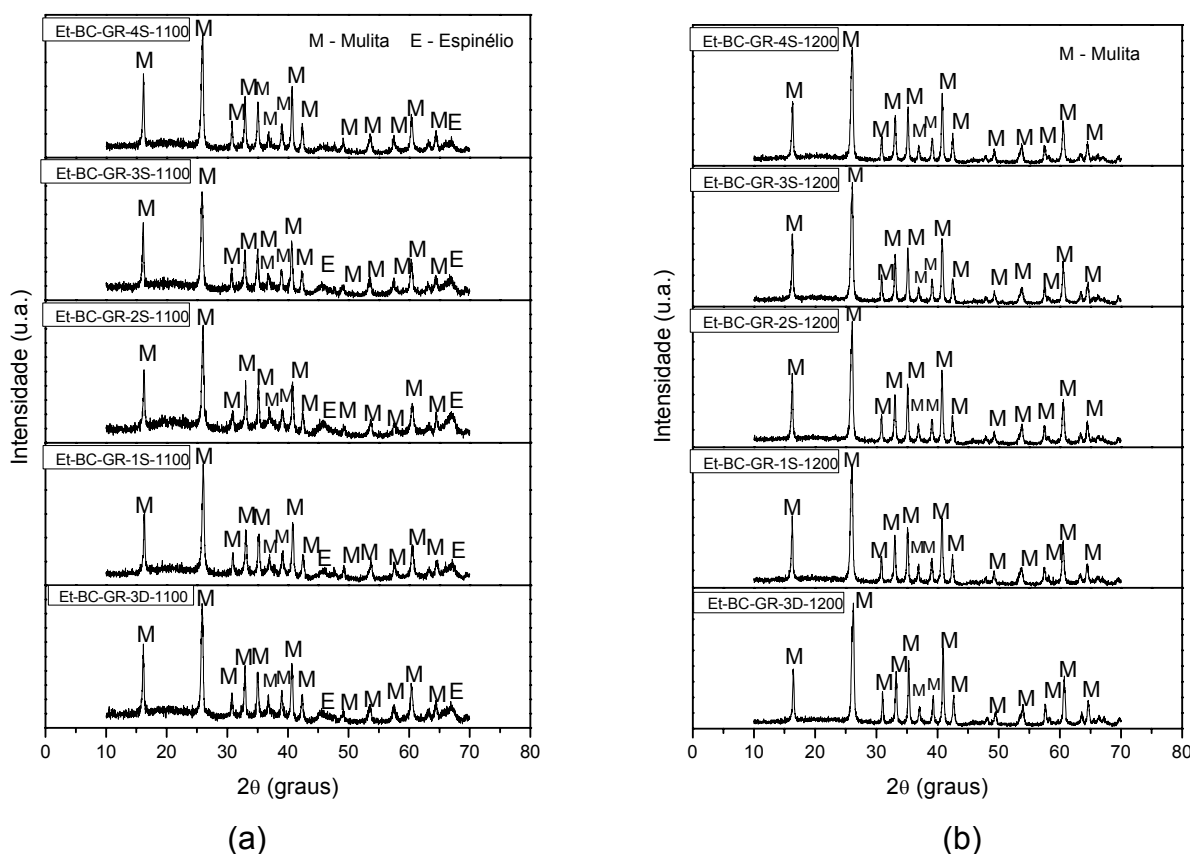 Et-BC-GR-4S-1100
M - Mulita E - Espinélio
M M M M M M M M M M M M M M E
Et-BC-GR-3S-1100
M M M M M M M M M E M M M M M E
Et-BC-GR-2S-1100
M M M M M M M M M E M M M M M E
Et-BC-GR-1S-1100
M M M M M M M M M E M M M M M E
Et-BC-GR-3D-1100
M M M M M M M M M E M M M M M E
Intensidade (u.a.)
0 10 20 30 40 50 60 70 80
2θ (graus)
(a)
Et-BC-GR-4S-1200
M - Mulita
M M M M M M M M M M M M M M
Et-BC-GR-3S-1200
M M M M M M M M M M M M M M
Et-BC-GR-2S-1200
M M M M M M M M M M M M M M
Et-BC-GR-1S-1200
M M M M M M M M M M M M M M
Et-BC-GR-3D-1200
M M M M M M M M M M M M M M
Intensidade (u.a.)
0 10 20 30 40 50 60 70 80
2θ (graus)
(b)